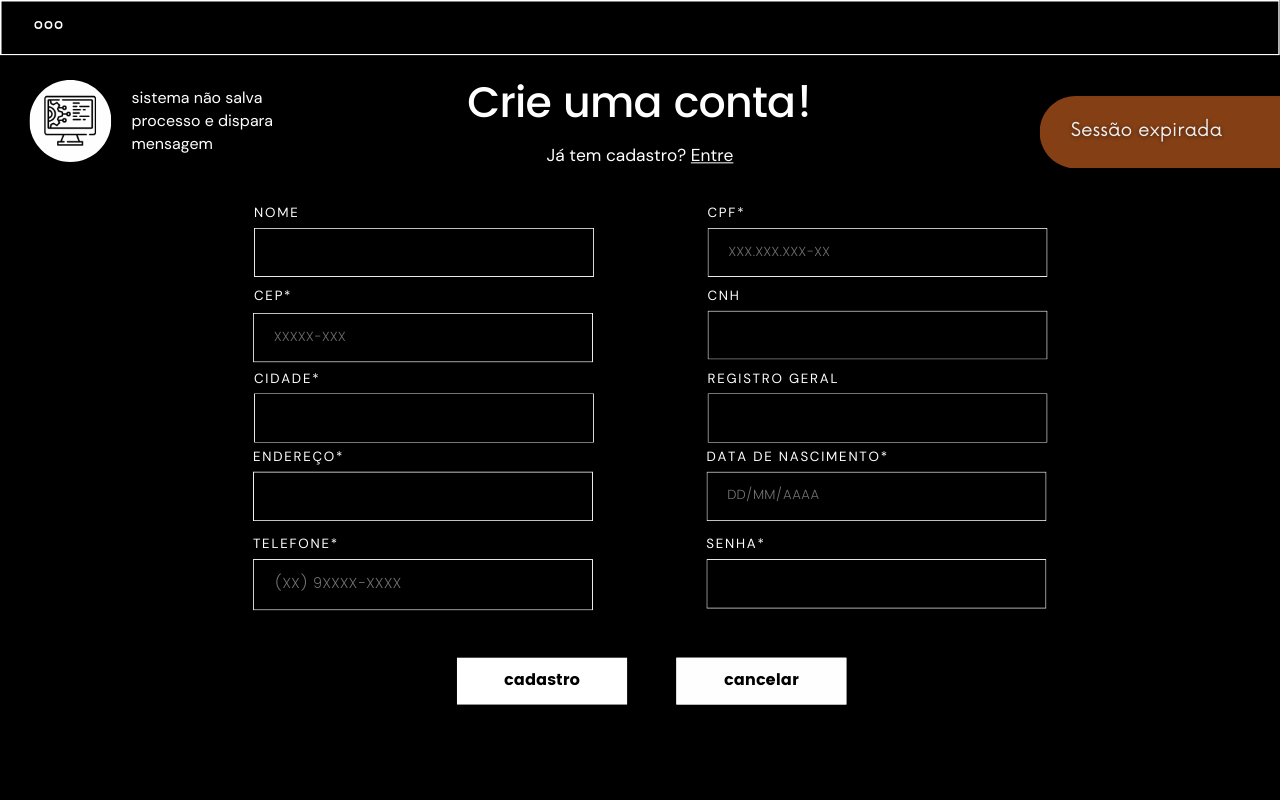 sistema não salva
processo e dispara
mensagem
Crie uma conta!
Já tem cadastro? Entre
Sessão expirada
NOME
CPF*
XXX.XXX.XXX-XX
CEP*
XXXXX-XXX
CNH
CIDADE*
REGISTRO GERAL
ENDEREÇO*
DATA DE NASCIMENTO*
DD/MM/AAAA
TELEFONE*
(XX) 9XXXX-XXXX
SENHA*
cadastro
cancelar